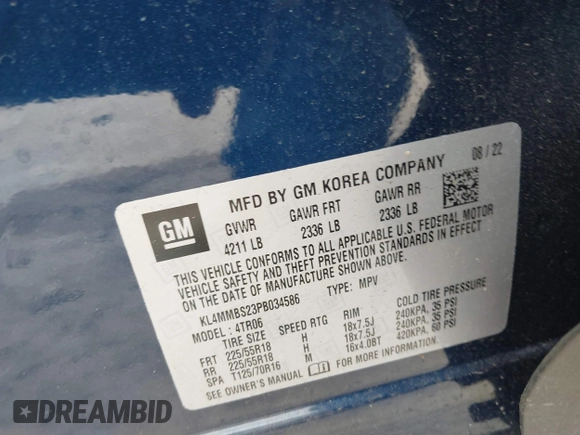 MFD BY GM KOREA COMPANY 08 / 22
GM
GVWR GAWR FRT GAWR RR
4211 LB 2336 LB 2336 LB
THIS VEHICLE CONFORMS TO ALL APPLICABLE U.S. FEDERAL MOTOR
VEHICLE SAFETY AND THEFT PREVENTION STANDARDS IN EFFECT
ON THE DATE OF MANUFACTURE SHOWN ABOVE.
KL4MMBS23PB034586 TYPE: MPV
MODEL: 4TR06
TIRE SIZE SPEED RTG RIM COLD TIRE PRESSURE
FRT 225/55R18 H 18x7.5J 240KPA, 35 PSI
RR 225/55R18 H 18x7.5J 240KPA, 35 PSI
SPA T125/70R16 M 16x4.0BT 420KPA, 60 PSI
SEE OWNER'S MANUAL FOR MORE INFORMATION.
DREAMBID